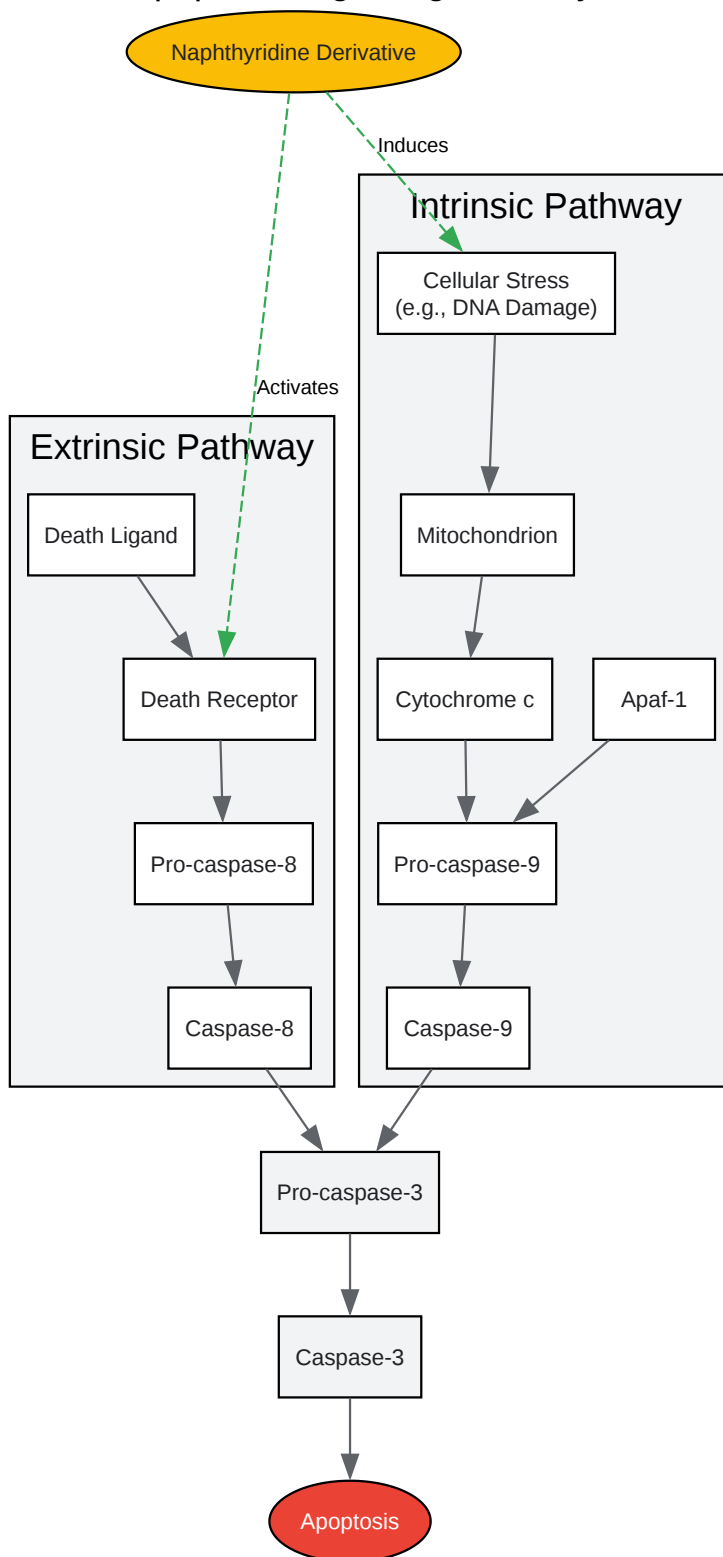 Naphthyridine Derivative
Induces
Intrinsic Pathway
Cellular Stress
(e.g., DNA Damage)
Activates
Extrinsic Pathway
Death Ligand
Mitochondrion
Death Receptor
Cytochrome c
Apaf-1
Pro-caspase-8
Pro-caspase-9
Caspase-8
Caspase-9
Pro-caspase-3
Caspase-3
Apoptosis